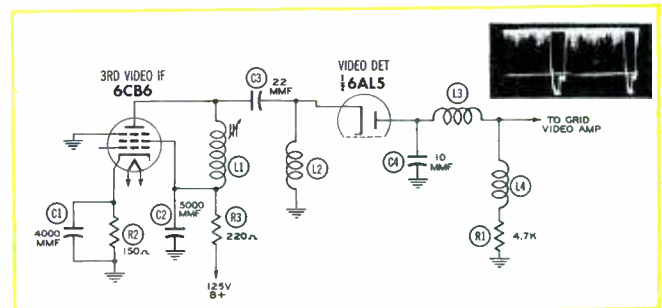 3RD VIDEO IF
6CB6
C3
22
MMF
VIDEO DET
½6AL5
L3
TO GRID
VIDEO AMP
L1
L2
C4
10
MMF
L4
C1
4000
MMF
R2
150Ω
C2
5000
MMF
R3
220Ω
R1
4.7K
125V
B+